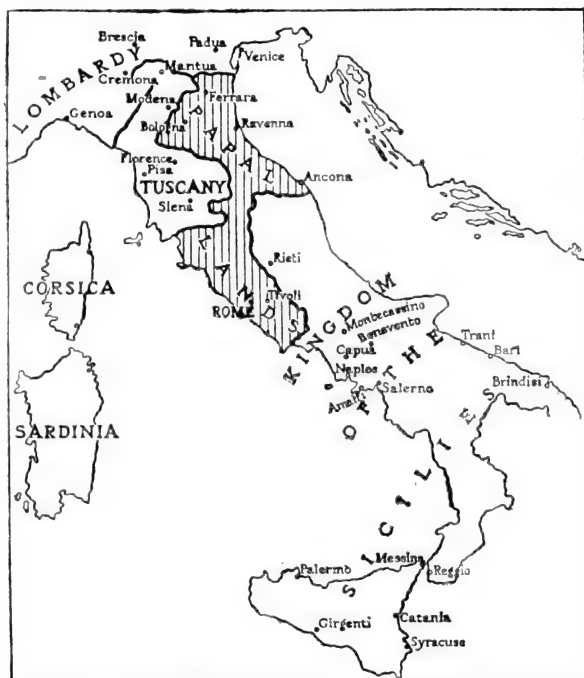 Brescia
Padua
Venice
LOMBARDY
Cremona
Mantua
Modena
Ferrara
Genoa
Bologna
Ravenna
PAPAL
Florence
Pisa
TUSCANY
Ancona
Siena
LANDS
Rieti
CORSICA
Tivoli
ROME
KINGDOM
Montecassino
Benavento
Capua
Trani
Bari
Naples
OF THE
Brindisi
Amalfi
Salerno
SARDINIA
SICILIES
Messina
Palermo
Reggio
Catania
Girgenti
Syracuse